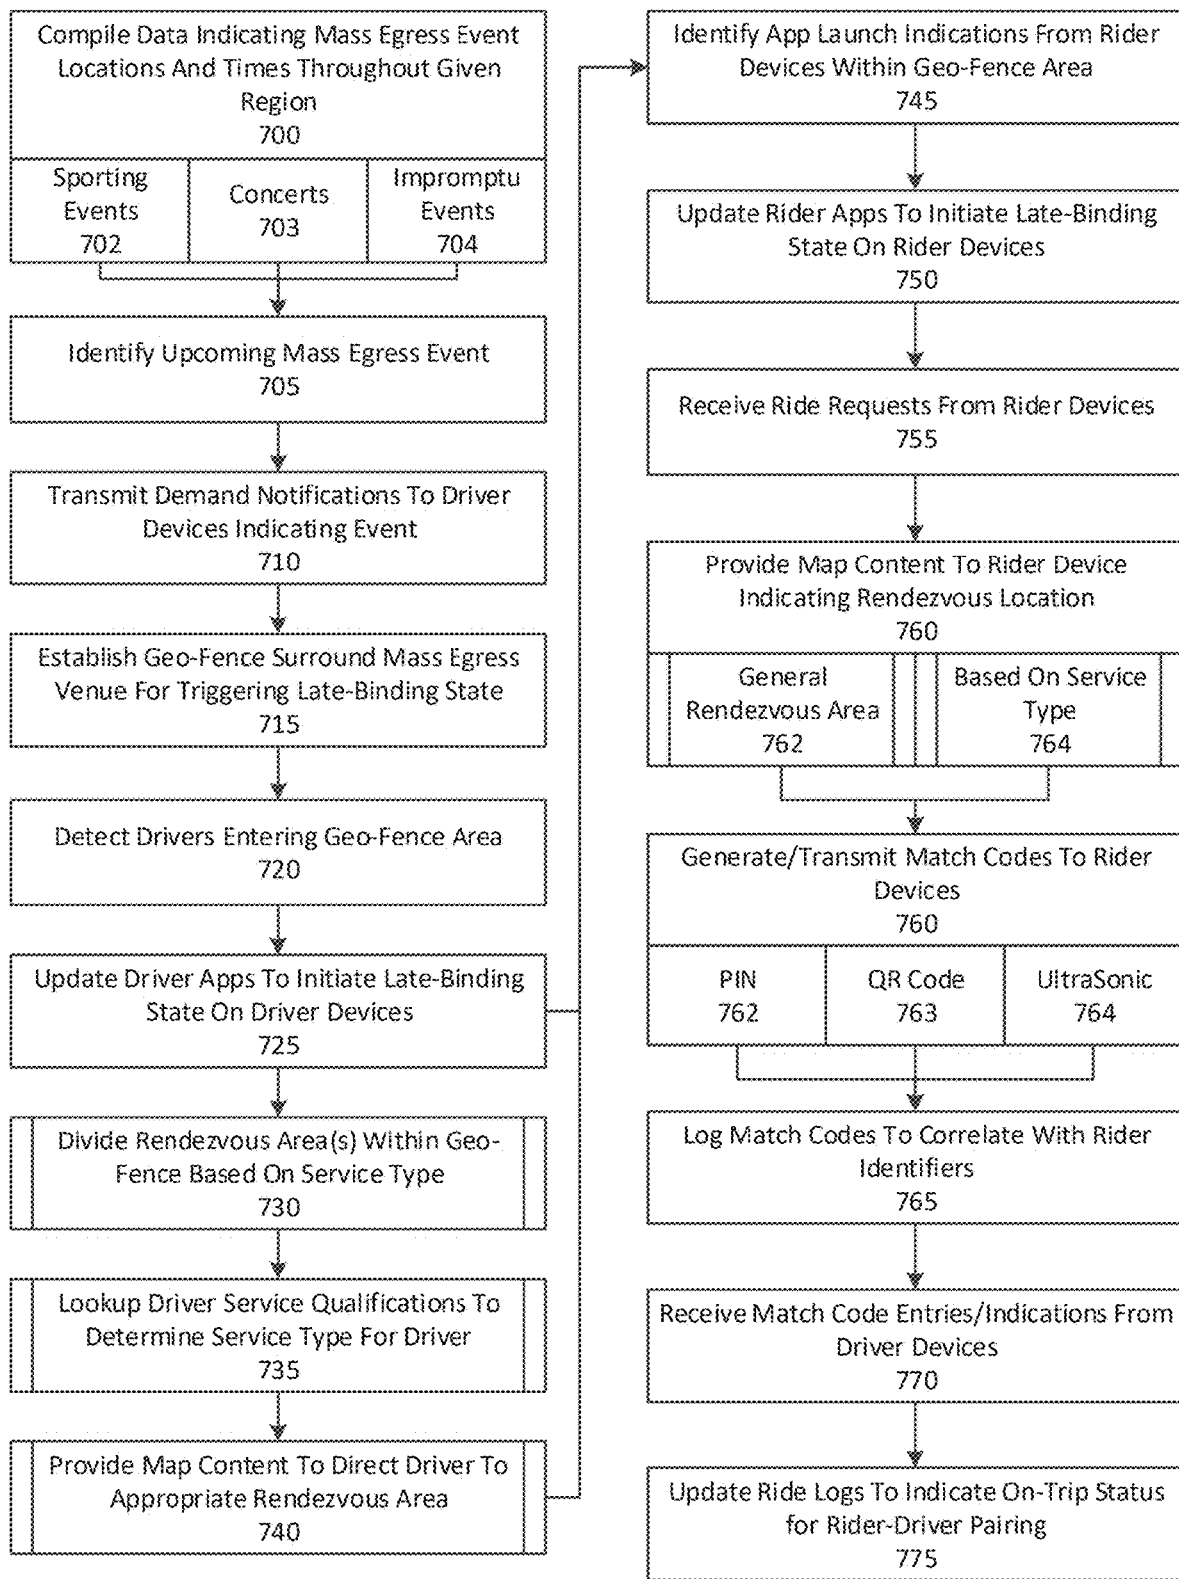 Compile Data Indicating Mass Egress Event
Locations And Times Throughout Given
Region
700
Sporting
Events
702
Concerts
703
Impromptu
Events
704
Identify Upcoming Mass Egress Event
705
Transmit Demand Notifications To Driver
Devices Indicating Event
710
Establish Geo-Fence Surround Mass Egress
Venue For Triggering Late-Binding State
715
Detect Drivers Entering Geo-Fence Area
720
Update Driver Apps To Initiate Late-Binding
State On Driver Devices
725
Divide Rendezvous Area(s) Within Geo-
Fence Based On Service Type
730
Lookup Driver Service Qualifications To
Determine Service Type For Driver
735
Provide Map Content To Direct Driver To
Appropriate Rendezvous Area
740
Identify App Launch Indications From Rider
Devices Within Geo-Fence Area
745
Update Rider Apps To Initiate Late-Binding
State On Rider Devices
750
Receive Ride Requests From Rider Devices
755
Provide Map Content To Rider Device
Indicating Rendezvous Location
760
General
Rendezvous Area
762
Based On Service
Type
764
Generate/Transmit Match Codes To Rider
Devices
760
PIN
762
QR Code
763
UltraSonic
764
Log Match Codes To Correlate With Rider
Identifiers
765
Receive Match Code Entries/Indications From
Driver Devices
770
Update Ride Logs To Indicate On-Trip Status
for Rider-Driver Pairing
775